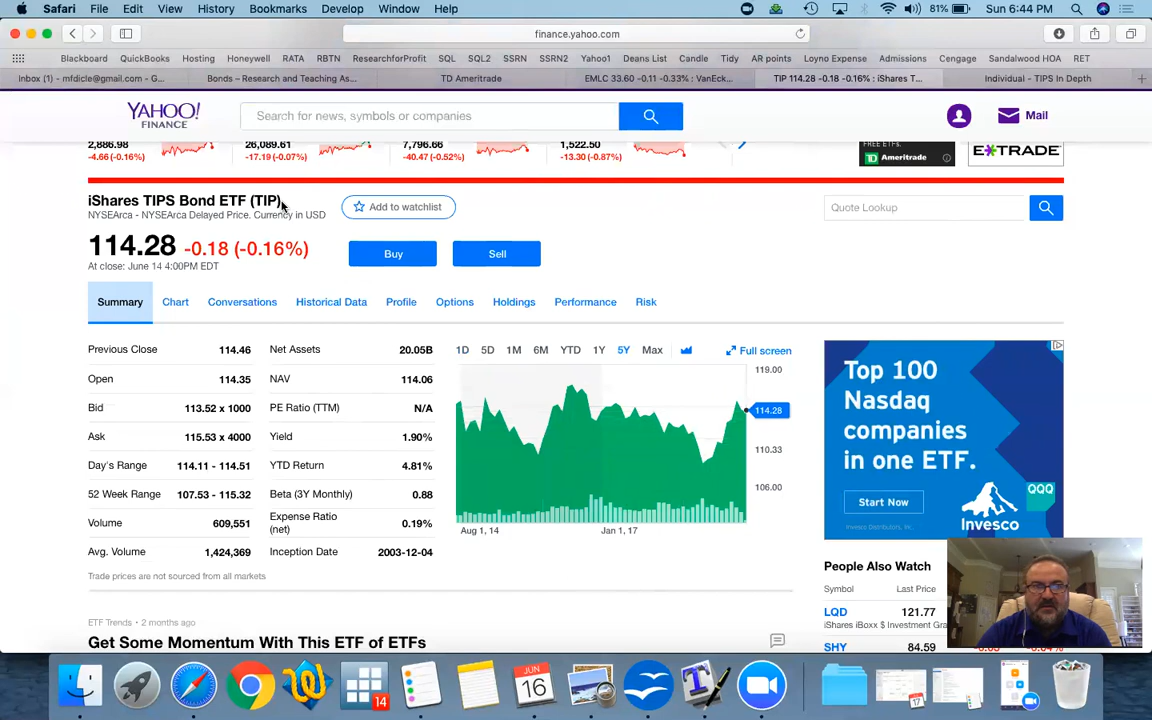 Safari File Edit View History Bookmarks Develop Window Help 81% Sun 6:44 PM
finance.yahoo.com
Blackboard QuickBooks Hosting Honeywell RATA RBTN ResearchforProfit SQL SQL2 SSRN SSRN2 Yahoo1 Deans List Candle Tidy AR points Loyno Expense Admissions Cengage Sandalwood HOA RET
Inbox (1) - mfdicle@gmail.com - G... Bonds – Research and Teaching As... TD Ameritrade EMLC 33.60 -0.11 -0.33% : VanEck... TIP 114.28 -0.18 -0.16% : iShares T... Individual - TIPS In Depth
YAHOO! FINANCE
Search for news, symbols or companies
Mail
2,886.98 26,089.61 7,796.66 1,522.50
-4.66 (-0.16%) -17.19 (-0.07%) -40.47 (-0.52%) -13.30 (-0.87%)
FREE ETFs.
TD Ameritrade
E*TRADE
iShares TIPS Bond ETF (TIP)
NYSEArca - NYSEArca Delayed Price. Currency in USD
Add to watchlist
Quote Lookup
114.28 -0.18 (-0.16%)
At close: June 14 4:00PM EDT
Buy Sell
Summary Chart Conversations Historical Data Profile Options Holdings Performance Risk
Previous Close 114.46 Net Assets 20.05B
Open 114.35 NAV 114.06
Bid 113.52 x 1000 PE Ratio (TTM) N/A
Ask 115.53 x 4000 Yield 1.90%
Day's Range 114.11 - 114.51 YTD Return 4.81%
52 Week Range 107.53 - 115.32 Beta (3Y Monthly) 0.88
Volume 609,551 Expense Ratio (net) 0.19%
Avg. Volume 1,424,369 Inception Date 2003-12-04
Trade prices are not sourced from all markets
1D 5D 1M 6M YTD 1Y 5Y Max Full screen
119.00
114.28
110.33
106.00
Aug 1, 14 Jan 1, 17
Top 100
Nasdaq
companies
in one ETF.
Start Now
QQQ
Invesco
Invesco Distributors, Inc.
People Also Watch
Symbol Last Price
LQD 121.77
iShares iBoxx $ Investment Gra
SHY 84.59
ETF Trends • 2 months ago
Get Some Momentum With This ETF of ETFs
14
JUN
16
17